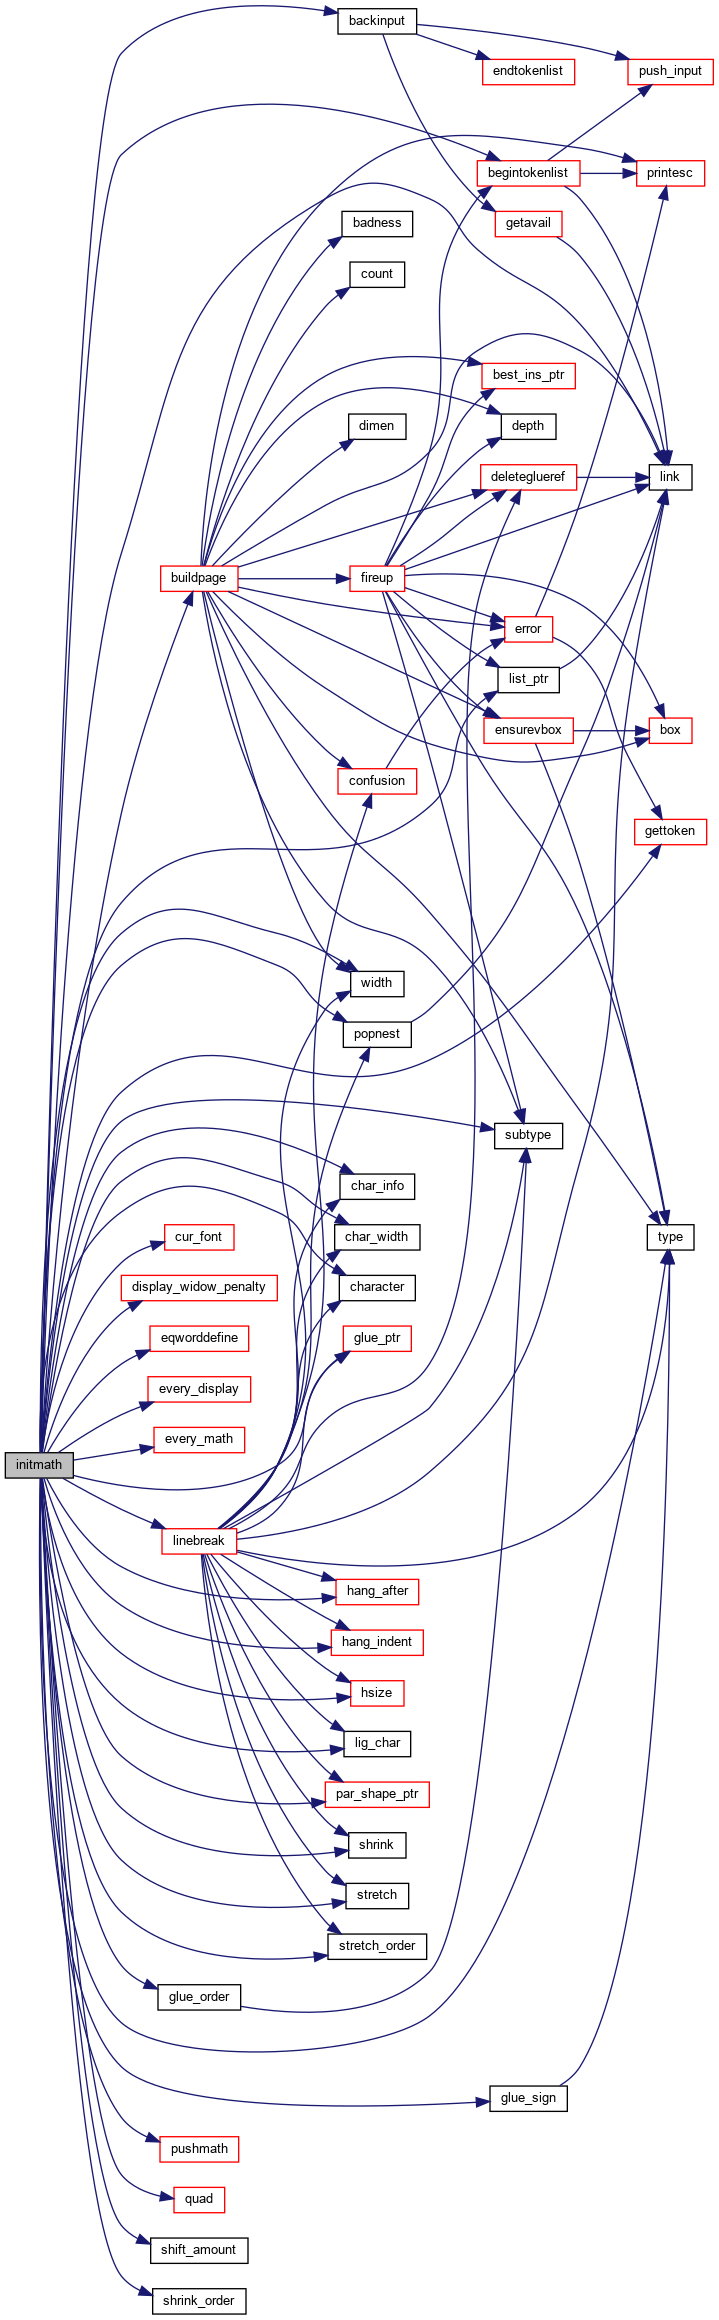 backinput
endtokenlist
push_input
begintokenlist
printesc
getavail
badness
count
best_ins_ptr
dimen
depth
deleteglueref
link
buildpage
fireup
error
list_ptr
ensurevbox
box
confusion
gettoken
width
popnest
subtype
char_info
cur_font
char_width
type
display_widow_penalty
character
eqworddefine
glue_ptr
every_display
every_math
initmath
linebreak
hang_after
hang_indent
hsize
lig_char
par_shape_ptr
shrink
stretch
stretch_order
glue_order
glue_sign
pushmath
quad
shift_amount
shrink_order